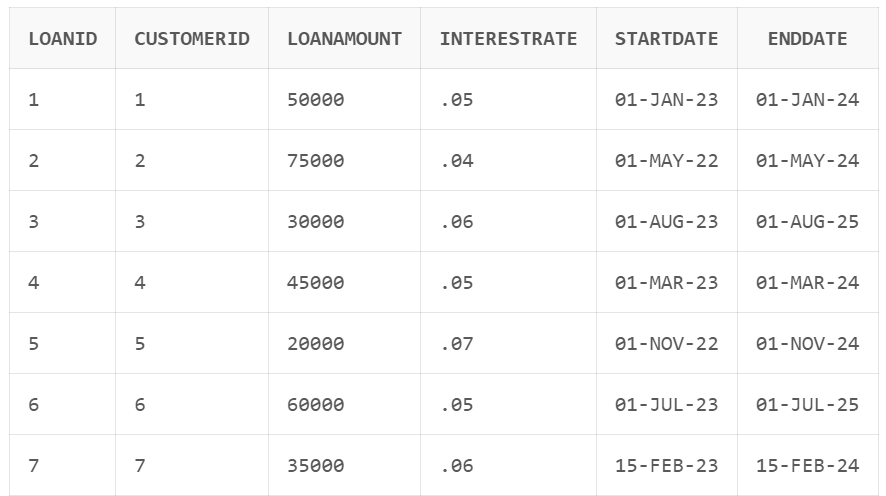 LOANID CUSTOMERID LOANAMOUNT INTERESTRATE STARTDATE ENDDATE
1 1 50000 .05 01-JAN-23 01-JAN-24
2 2 75000 .04 01-MAY-22 01-MAY-24
3 3 30000 .06 01-AUG-23 01-AUG-25
4 4 45000 .05 01-MAR-23 01-MAR-24
5 5 20000 .07 01-NOV-22 01-NOV-24
6 6 60000 .05 01-JUL-23 01-JUL-25
7 7 35000 .06 15-FEB-23 15-FEB-24